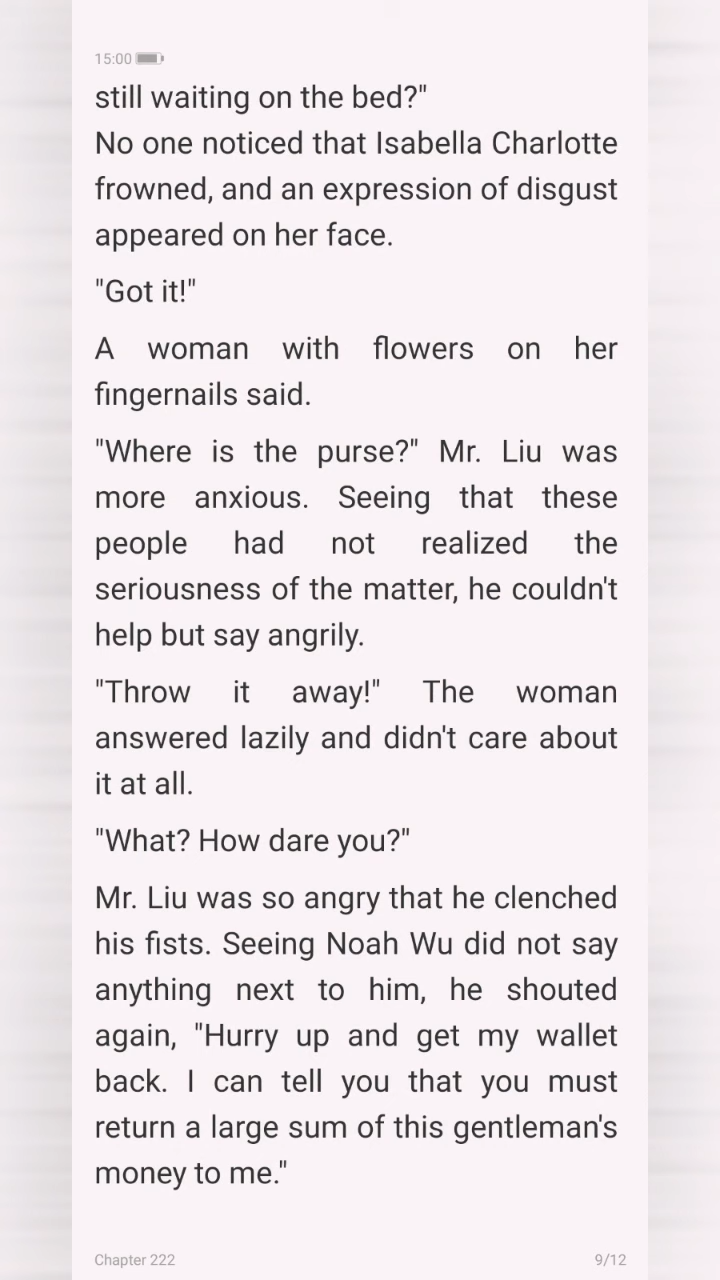 15:00
still waiting on the bed?"
No one noticed that Isabella Charlotte
frowned, and an expression of disgust
appeared on her face.
"Got it!"
A woman with flowers on her
fingernails said.
"Where is the purse?" Mr. Liu was
more anxious. Seeing that these
people had not realized the
seriousness of the matter, he couldn't
help but say angrily.
"Throw it away!" The woman
answered lazily and didn't care about
it at all.
"What? How dare you?"
Mr. Liu was so angry that he clenched
his fists. Seeing Noah Wu did not say
anything next to him, he shouted
again, "Hurry up and get my wallet
back. I can tell you that you must
return a large sum of this gentleman's
money to me."
Chapter 222
9/12